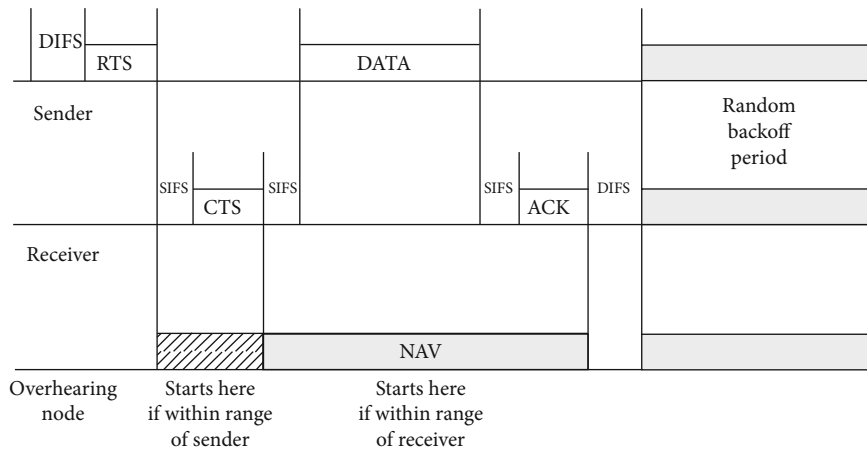 DIFS
RTS
DATA
Sender
Random
backoff
period
SIFS
CTS
SIFS
SIFS
ACK
DIFS
Receiver
NAV
Overhearing
node
Starts here
if within range
of sender
Starts here
if within range
of receiver